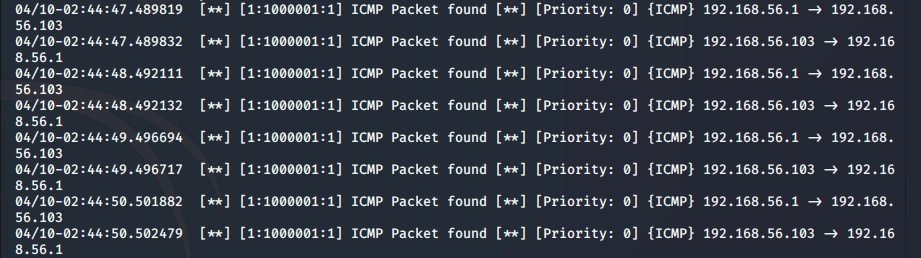 04/10-02:44:47.489819  [**] [1:1000001:1] ICMP Packet found [**] [Priority: 0] {ICMP} 192.168.56.1 → 192.168.
56.103
04/10-02:44:47.489832  [**] [1:1000001:1] ICMP Packet found [**] [Priority: 0] {ICMP} 192.168.56.103 → 192.16
8.56.1
04/10-02:44:48.492111  [**] [1:1000001:1] ICMP Packet found [**] [Priority: 0] {ICMP} 192.168.56.1 → 192.168.
56.103
04/10-02:44:48.492132  [**] [1:1000001:1] ICMP Packet found [**] [Priority: 0] {ICMP} 192.168.56.103 → 192.16
8.56.1
04/10-02:44:49.496694  [**] [1:1000001:1] ICMP Packet found [**] [Priority: 0] {ICMP} 192.168.56.1 → 192.168.
56.103
04/10-02:44:49.496717  [**] [1:1000001:1] ICMP Packet found [**] [Priority: 0] {ICMP} 192.168.56.103 → 192.16
8.56.1
04/10-02:44:50.501882  [**] [1:1000001:1] ICMP Packet found [**] [Priority: 0] {ICMP} 192.168.56.1 → 192.168.
56.103
04/10-02:44:50.502479  [**] [1:1000001:1] ICMP Packet found [**] [Priority: 0] {ICMP} 192.168.56.103 → 192.16
8.56.1